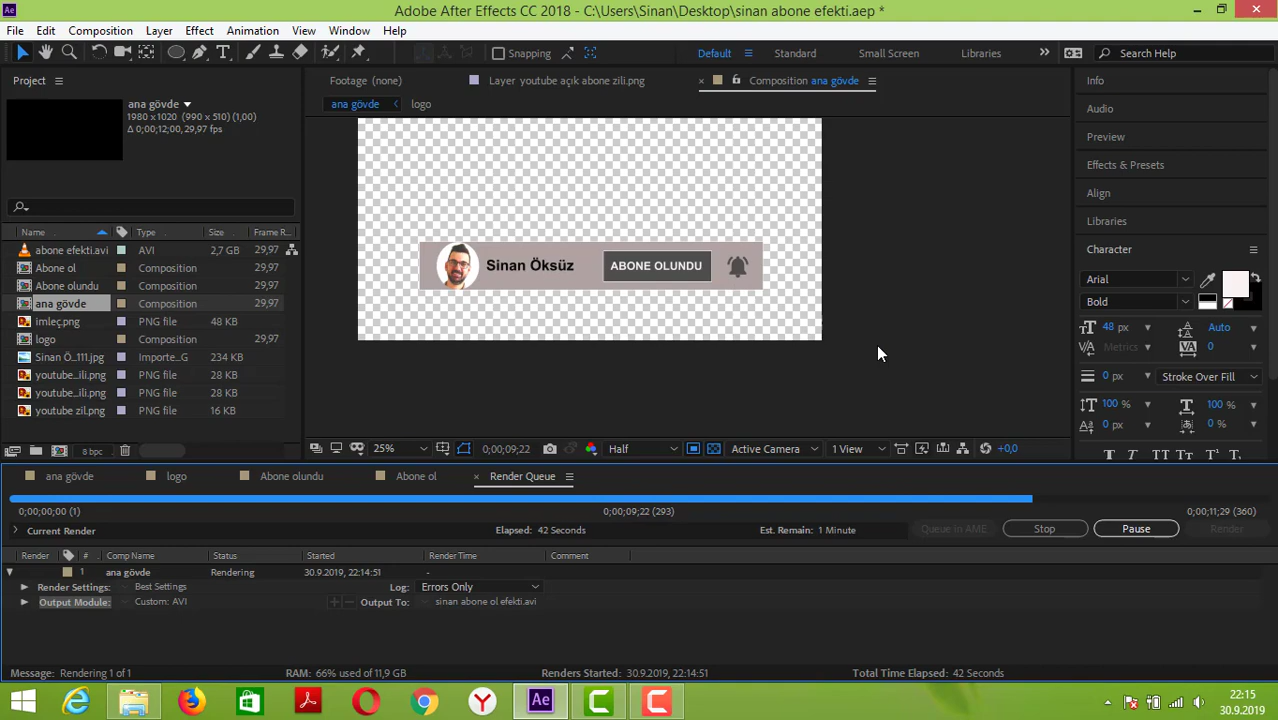 Adobe After Effects CC 2018 - C:\Users\Sinan\Desktop\sinan abone efekti.aep *
File Edit Composition Layer Effect Animation View Window Help
Snapping Default Standard Small Screen Libraries Search Help
Project
ana gövde
1980 x1020 (990 x 510) (1,00)
Δ 0;00;12;00, 29,97 fps
Footage (none) Layer youtube açık abone zili.png Composition ana gövde
ana gövde logo
Name Type Size Frame R...
abone efekti.avi AVI 2,7 GB 29,97
Abone ol Composition 29,97
Abone olundu Composition 29,97
ana gövde Composition 29,97
imleç.png PNG file 48 KB
logo Composition 29,97
Sinan Ö...111.jpg Importe...G 234 KB
youtube...ili.png PNG file 28 KB
youtube...ili.png PNG file 28 KB
youtube zil.png PNG file 16 KB
8 bpc
Sinan Öksüz ABONE OLUNDU
25% 0;00;09;22 Half Active Camera 1 View +0,0
Info
Audio
Preview
Effects & Presets
Align
Libraries
Character
Arial
Bold
48 px Auto
Metrics 0
0 px Stroke Over Fill
100 % 100 %
0 px 0 %
T T TT Tt
ana gövde logo Abone olundu Abone ol Render Queue
0;00;00;00 (1) 0;00;09;22 (293) 0;00;11;29 (360)
Current Render Elapsed: 42 Seconds Est. Remain: 1 Minute Queue in AME Stop Pause Render
Render # Comp Name Status Started Render Time Comment
1 ana gövde Rendering 30.9.2019, 22:14:51 -
Render Settings: Best Settings Log: Errors Only
Output Module: Custom: AVI Output To: sinan abone ol efekti.avi
Message: Rendering 1 of 1 RAM: 66% used of 11,9 GB Renders Started: 30.9.2019, 22:14:51 Total Time Elapsed: 42 Seconds
Ae
22:15
30.9.2019